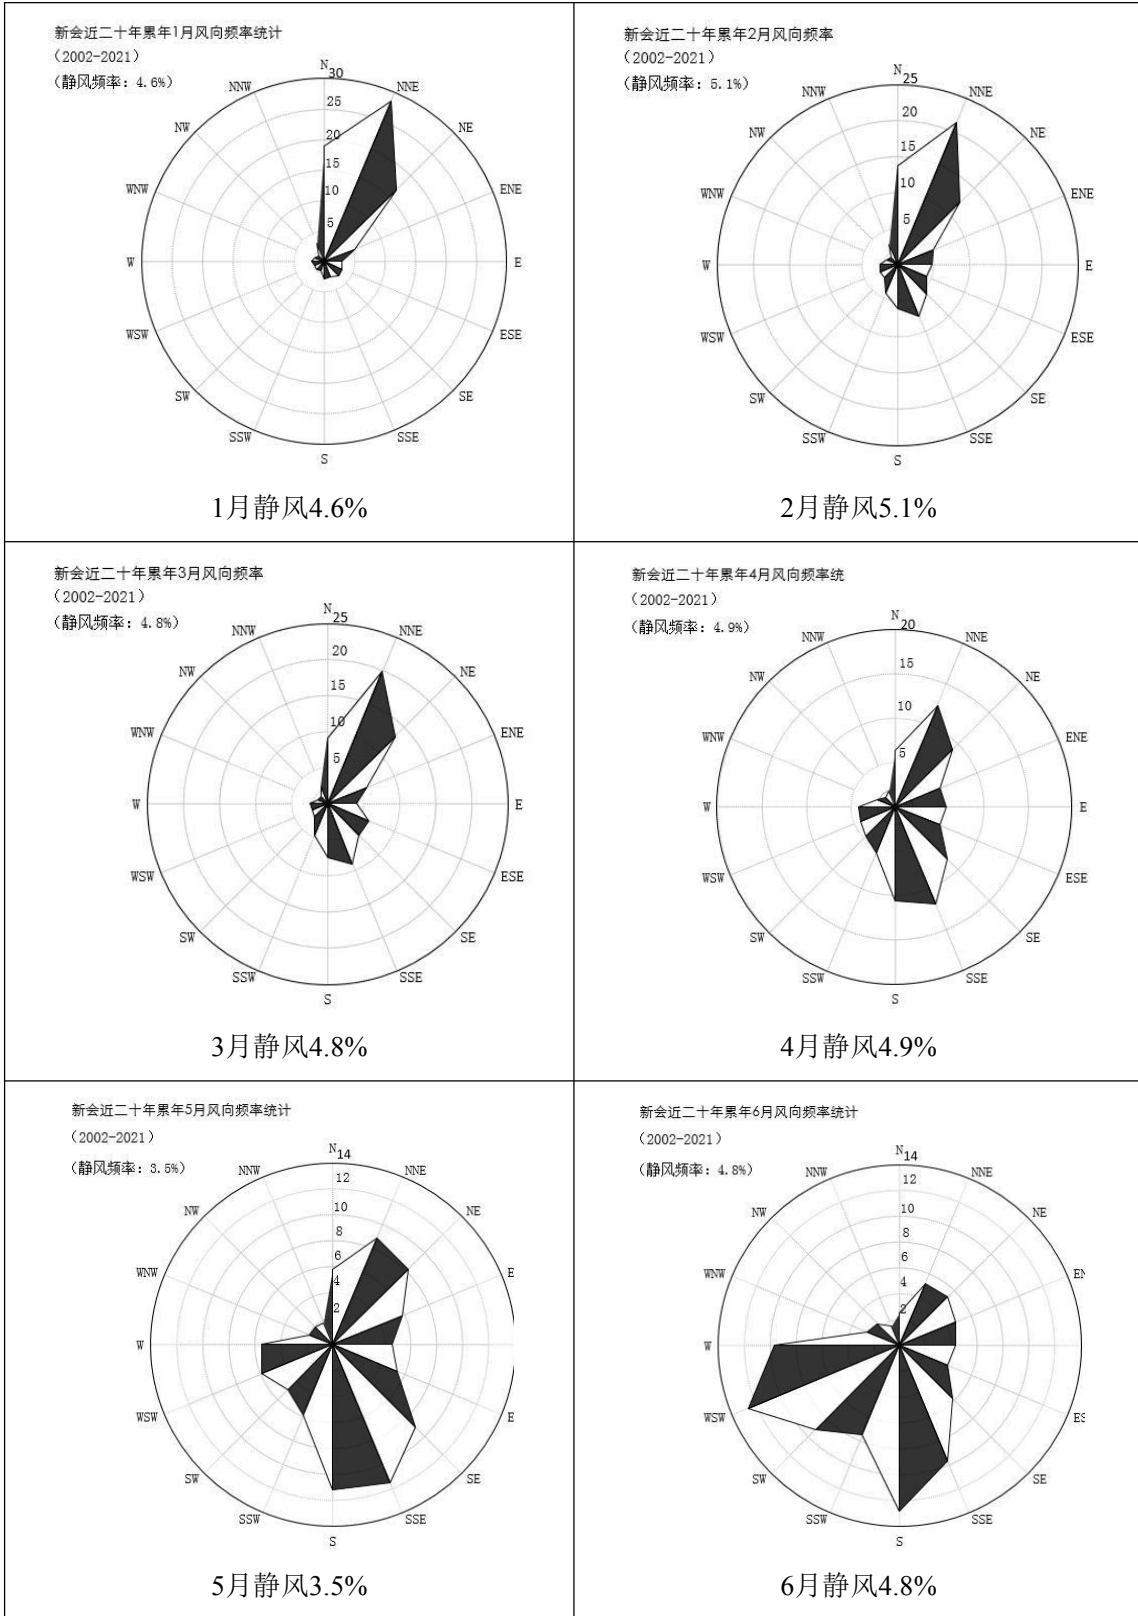 新会近二十年累年1月风向频率统计
（2002-2021）
（静风频率：4.6%）
N
30
25
20
15
10
5
NNE
NE
ENE
E
ESE
SE
SSE
S
SSW
SW
WSW
W
WNW
NW
NNW
1月静风4.6%
新会近二十年累年2月风向频率
（2002-2021）
（静风频率：5.1%）
N
25
20
15
10
5
NNE
NE
ENE
E
ESE
SE
SSE
S
SSW
SW
WSW
W
WNW
NW
NNW
2月静风5.1%
新会近二十年累年3月风向频率
（2002-2021）
（静风频率：4.8%）
N
25
20
15
10
5
NNE
NE
ENE
E
ESE
SE
SSE
S
SSW
SW
WSW
W
WNW
NW
NNW
3月静风4.8%
新会近二十年累年4月风向频率统
（2002-2021）
（静风频率：4.9%）
N
20
15
10
5
NNE
NE
ENE
E
ESE
SE
SSE
S
SSW
SW
WSW
W
WNW
NW
NNW
4月静风4.9%
新会近二十年累年5月风向频率统计
（2002-2021）
（静风频率：3.5%）
N
14
12
10
8
6
4
2
NNE
NE
E
E
SE
SSE
S
SSW
SW
WSW
W
WNW
NW
NNW
5月静风3.5%
新会近二十年累年6月风向频率统计
（2002-2021）
（静风频率：4.8%）
N
14
12
10
8
6
4
2
NNE
NE
EN
E
ES
SE
SSE
S
SSW
SW
WSW
W
WNW
NW
NNW
6月静风4.8%